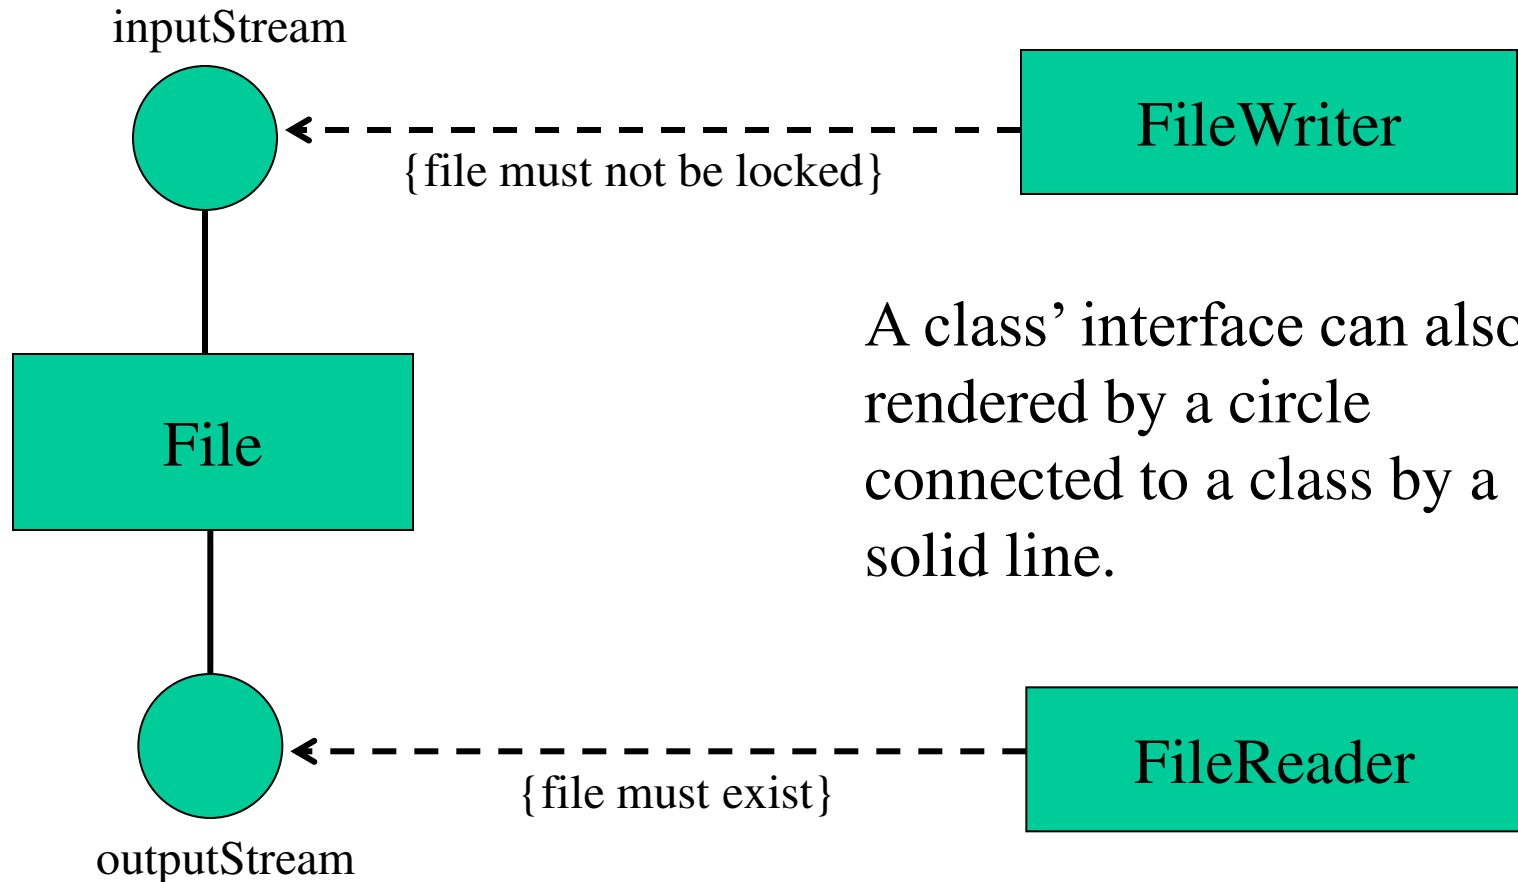 inputStream
FileWriter
{file must not be locked}
A class’ interface can also
rendered by a circle
connected to a class by a
solid line.
File
FileReader
{file must exist}
outputStream